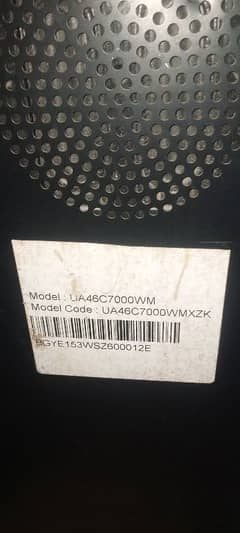 Model : UA46C7000WM
Model Code : UA46C7000WMXZK
BGYE153WSZ600012E